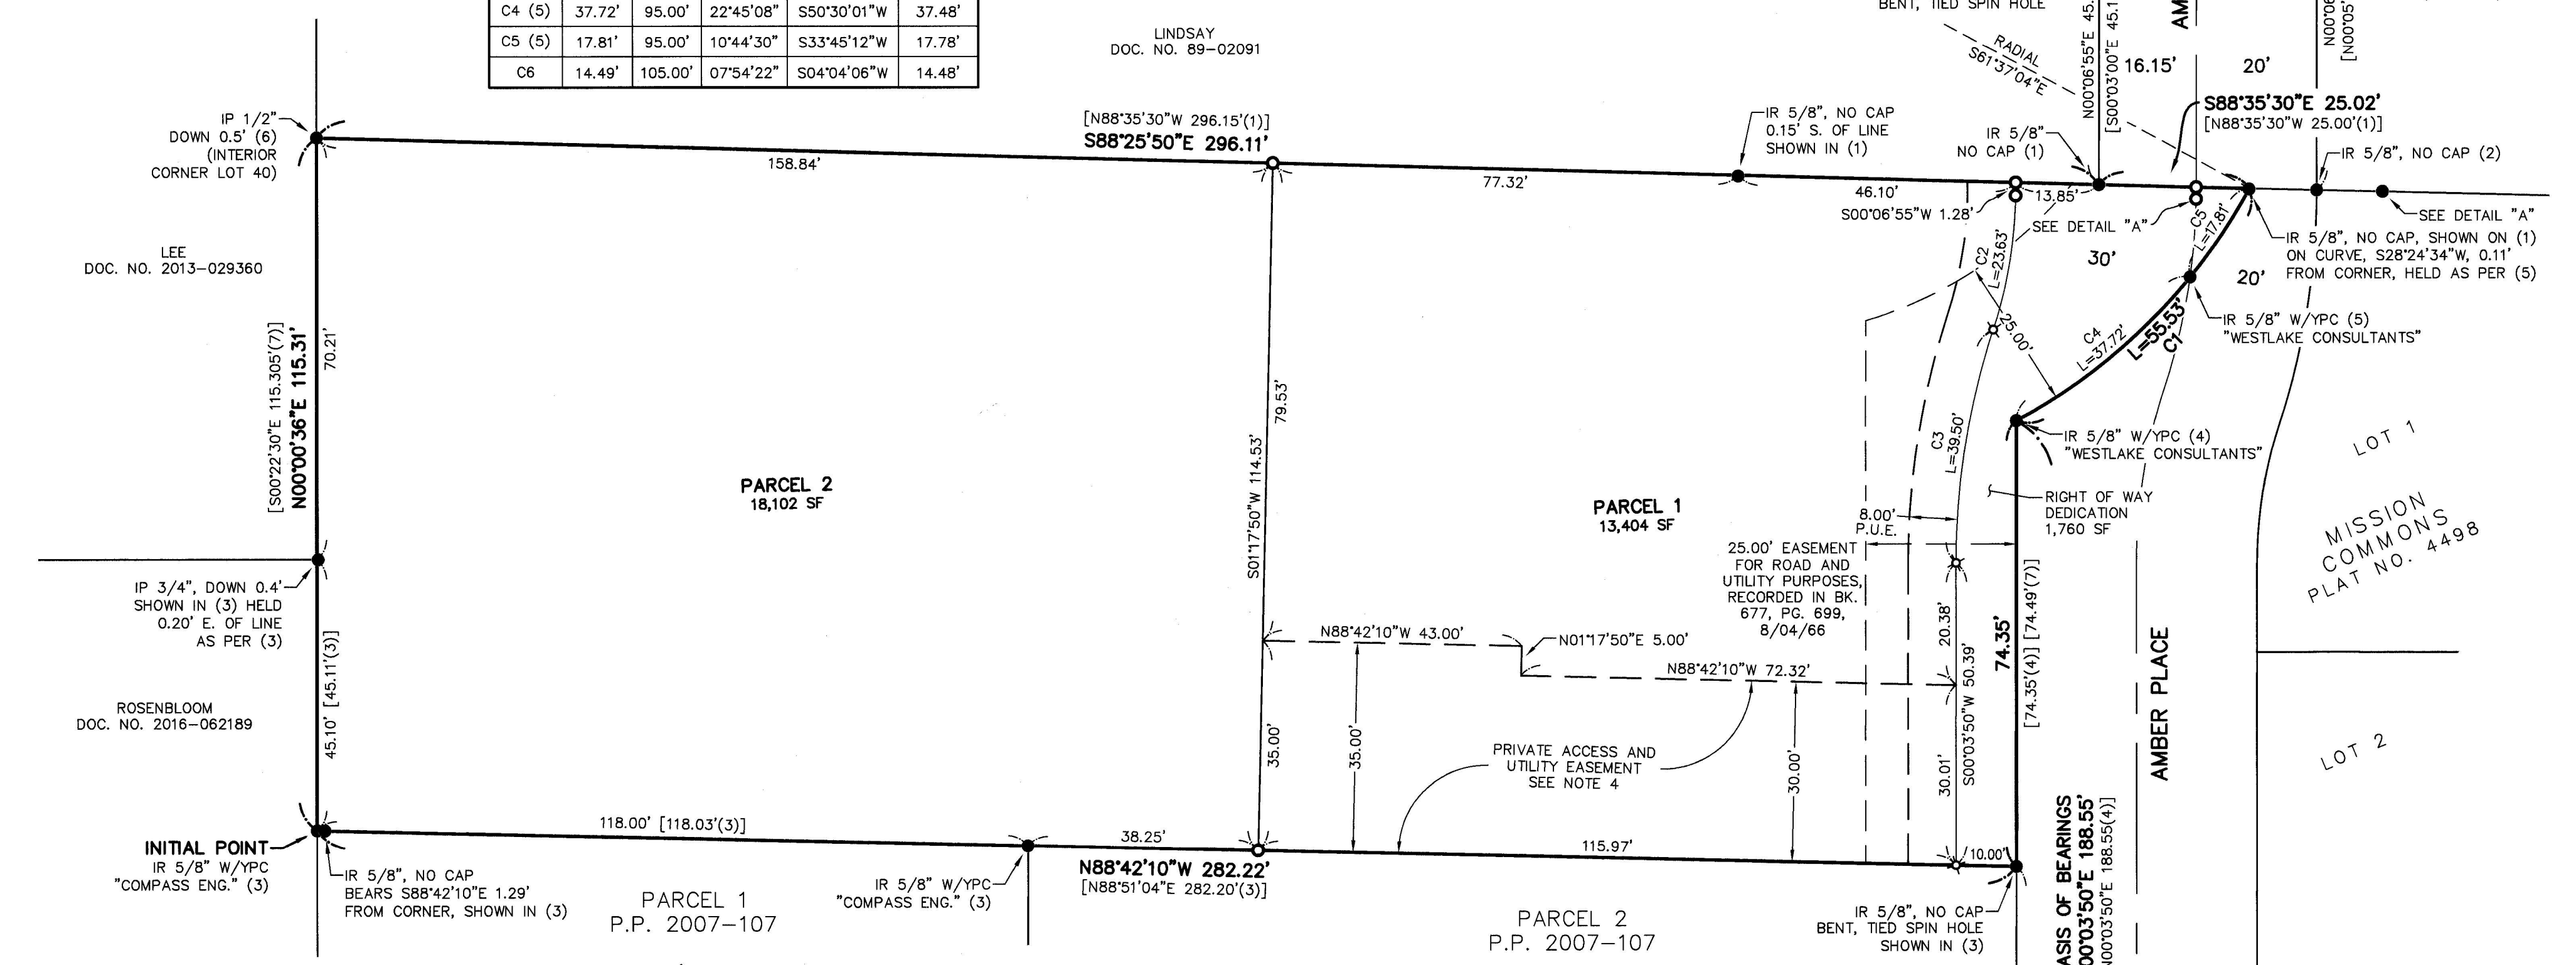 C4 (5) 37.72' 95.00' 22°45'08" S50°30'01"W 37.48'
C5 (5) 17.81' 95.00' 10°44'30" S33°45'12"W 17.78'
C6 14.49' 105.00' 07°54'22" S04°04'06"W 14.48'
LINDSAY
DOC. NO. 89-02091
BENT, TIED SPIN HOLE
RADIAL
S61°37'04"E
N00°06'55"E 45.
[S00°03'00"E 45.1
AM
N00°06
[N00°05'
16.15'
20'
S88°35'30"E 25.02'
[N88°35'30"W 25.00'(1)]
IP 1/2"
DOWN 0.5' (6)
(INTERIOR
CORNER LOT 40)
[N88°35'30"W 296.15'(1)]
S88°25'50"E 296.11'
158.84'
77.32'
46.10'
13.85'
IR 5/8", NO CAP
0.15' S. OF LINE
SHOWN IN (1)
IR 5/8"
NO CAP (1)
IR 5/8", NO CAP (2)
S00°06'55"W 1.28'
SEE DETAIL "A"
SEE DETAIL "A"
IR 5/8", NO CAP, SHOWN ON (1)
ON CURVE, S28°24'34"W, 0.11'
FROM CORNER, HELD AS PER (5)
C5
L=17.81'
C2
L=23.63'
30'
20'
25.00'
C4
L=37.72'
L=55.53'
C1
IR 5/8" W/YPC (5)
"WESTLAKE CONSULTANTS"
LEE
DOC. NO. 2013-029360
[S00°22'30"E 115.305'(7)]
N00°00'36"E 115.31'
70.21'
79.53'
S01°17'50"W 114.53'
C3
L=39.50'
IR 5/8" W/YPC (4)
"WESTLAKE CONSULTANTS"
LOT 1
PARCEL 2
18,102 SF
PARCEL 1
13,404 SF
RIGHT OF WAY
DEDICATION
1,760 SF
MISSION
COMMONS
PLAT NO. 4498
8.00'
P.U.E.
25.00' EASEMENT
FOR ROAD AND
UTILITY PURPOSES,
RECORDED IN BK.
677, PG. 699,
8/04/66
IP 3/4", DOWN 0.4'
SHOWN IN (3) HELD
0.20' E. OF LINE
AS PER (3)
N88°42'10"W 43.00'
N01°17'50"E 5.00'
N88°42'10"W 72.32'
20.38'
74.35'
[74.35'(4)] [74.49'(7)]
S00°03'50"W 50.39'
30.01'
ROSENBLOOM
DOC. NO. 2016-062189
45.10' [45.11'(3)]
35.00'
35.00'
30.00'
PRIVATE ACCESS AND
UTILITY EASEMENT
SEE NOTE 4
AMBER PLACE
LOT 2
INITIAL POINT
IR 5/8" W/YPC
"COMPASS ENG." (3)
118.00' [118.03'(3)]
38.25'
115.97'
10.00'
IR 5/8", NO CAP
BEARS S88°42'10"E 1.29'
FROM CORNER, SHOWN IN (3)
IR 5/8" W/YPC
"COMPASS ENG." (3)
N88°42'10"W 282.22'
[N88°51'04"E 282.20'(3)]
PARCEL 1
P.P. 2007-107
PARCEL 2
P.P. 2007-107
IR 5/8", NO CAP
BENT, TIED SPIN HOLE
SHOWN IN (3)
ASIS OF BEARINGS
00°03'50"E 188.55'
N00°03'50"E 188.55(4)]